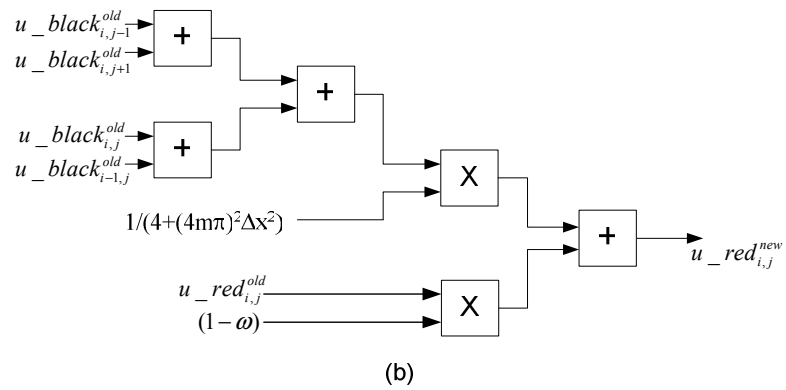 u_black^{old}_{i,j-1}
u_black^{old}_{i,j+1}
+
+
u_black^{old}_{i,j}
u_black^{old}_{i-1,j}
+
X
1/(4+(4mπ)²Δx²)
+
u_red^{new}_{i,j}
u_red^{old}_{i,j}
(1−ω)
X
(b)